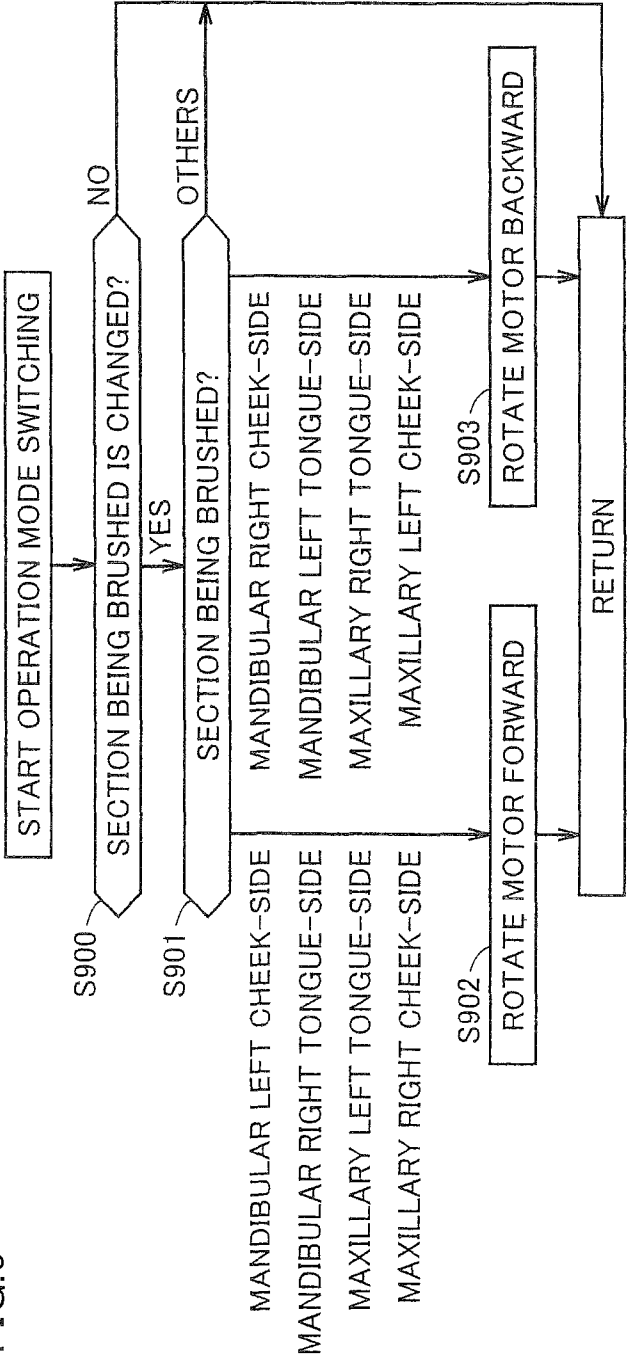 START OPERATION MODE SWITCHING
S900
SECTION BEING BRUSHED IS CHANGED?
NO
YES
S901
SECTION BEING BRUSHED?
OTHERS
MANDIBULAR LEFT CHEEK-SIDE
MANDIBULAR RIGHT TONGUE-SIDE
MAXILLARY LEFT TONGUE-SIDE
MAXILLARY RIGHT CHEEK-SIDE
MANDIBULAR RIGHT CHEEK-SIDE
MANDIBULAR LEFT TONGUE-SIDE
MAXILLARY RIGHT TONGUE-SIDE
MAXILLARY LEFT CHEEK-SIDE
S902
ROTATE MOTOR FORWARD
S903
ROTATE MOTOR BACKWARD
RETURN